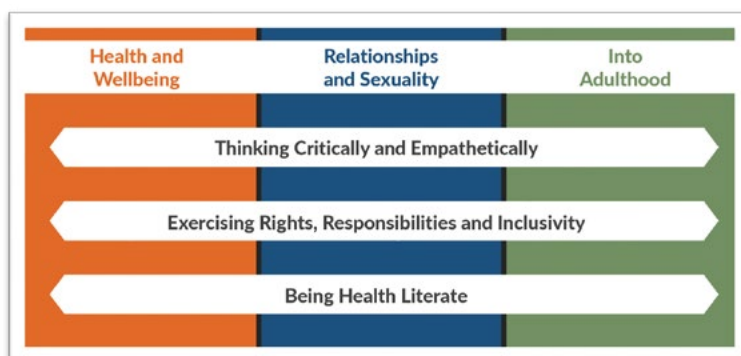 Health and
Wellbeing
Relationships
and Sexuality
Into
Adulthood
Thinking Critically and Empathetically
Exercising Rights, Responsibilities and Inclusivity
Being Health Literate